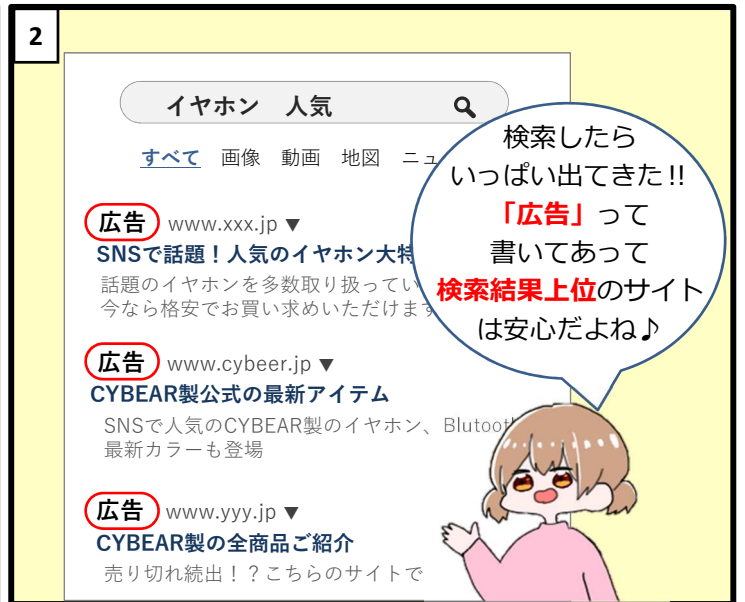 2
イヤホン 人気
すべて 画像 動画 地図 ニュ
広告 www.xxx.jp ▼
SNSで話題！人気のイヤホン大特
話題のイヤホンを多数取り扱ってい
今なら格安でお買い求めいただけます
広告 www.cybeer.jp ▼
CYBEAR製公式の最新アイテム
SNSで人気のCYBEAR製のイヤホン、Blutoot
最新カラーも登場
広告 www.yyy.jp ▼
CYBEAR製の全商品ご紹介
売り切れ続出！？こちらのサイトで
検索したら
いっぱい出てきた!!
「広告」って
書いてあって
検索結果上位のサイト
は安心だよね♪